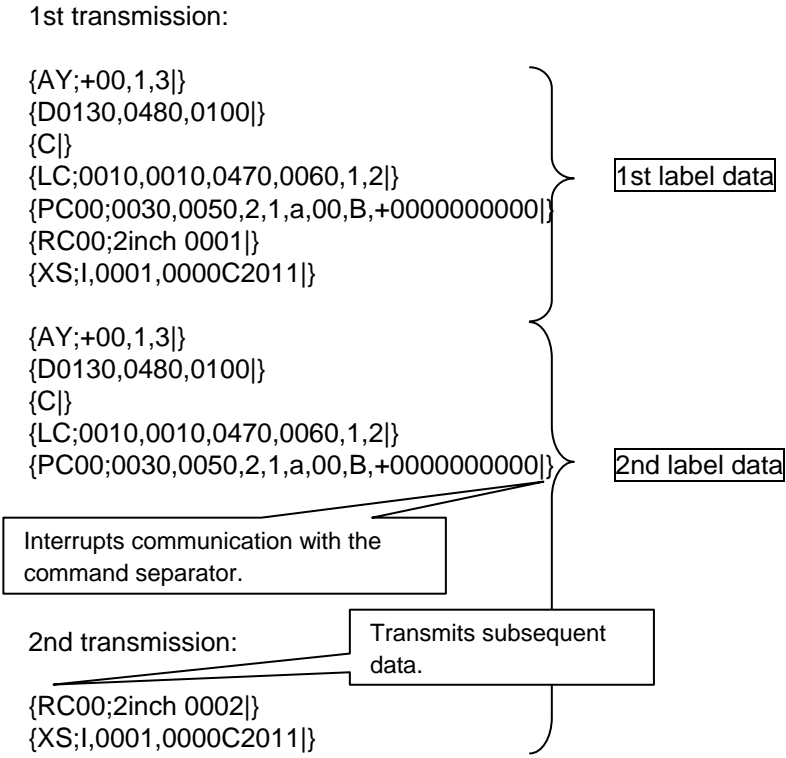 1st transmission:
{AY;+00,1,3|}
{D0130,0480,0100|}
{C|}
{LC;0010,0010,0470,0060,1,2|}
1st label data
{PC00;0030,0050,2,1,a,00,B,+0000000000|}
{RC00;2inch 0001|}
{XS;I,0001,0000C2011|}
{AY;+00,1,3|}
{D0130,0480,0100|}
{C|}
{LC;0010,0010,0470,0060,1,2|}
{PC00;0030,0050,2,1,a,00,B,+0000000000|}
2nd label data
Interrupts communication with the
command separator.
2nd transmission:
Transmits subsequent
data.
{RC00;2inch 0002|}
{XS;I,0001,0000C2011|}